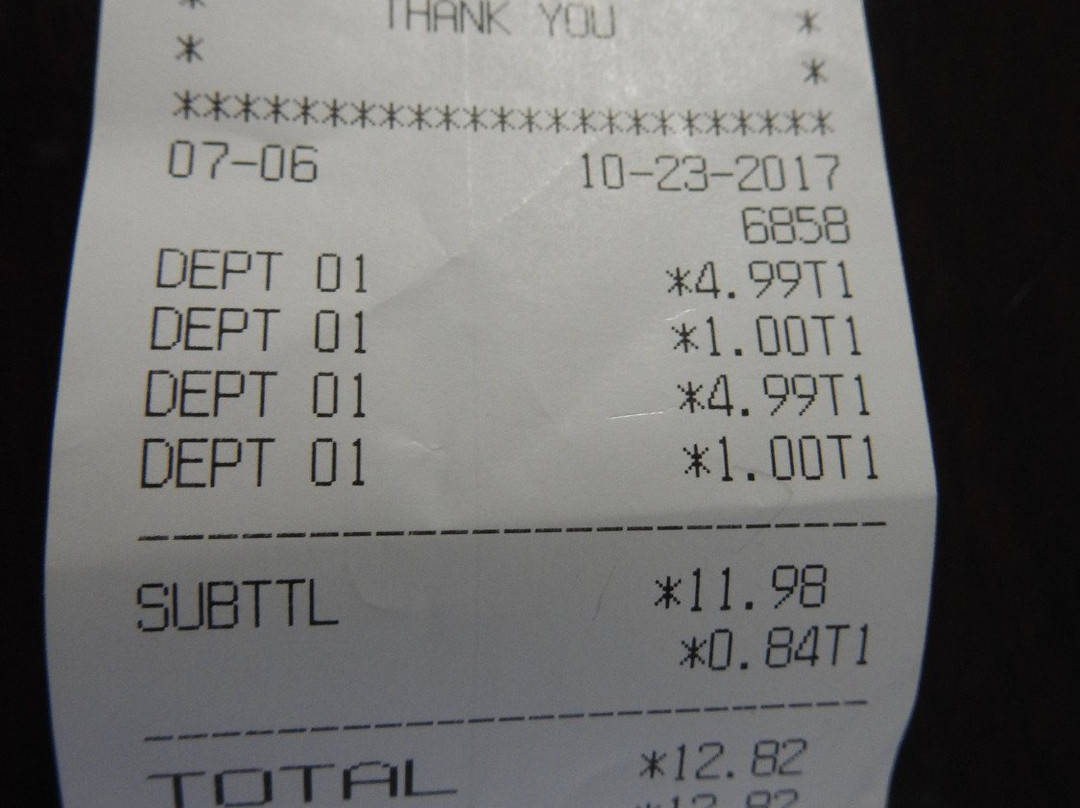 * THANK YOU *
* *
***********************
07-06 10-23-2017
6858
DEPT 01 *4.99T1
DEPT 01 *1.00T1
DEPT 01 *4.99T1
DEPT 01 *1.00T1
--------------------------
SUBTTL *11.98
*0.84T1
--------------------------
TOTAL *12.82